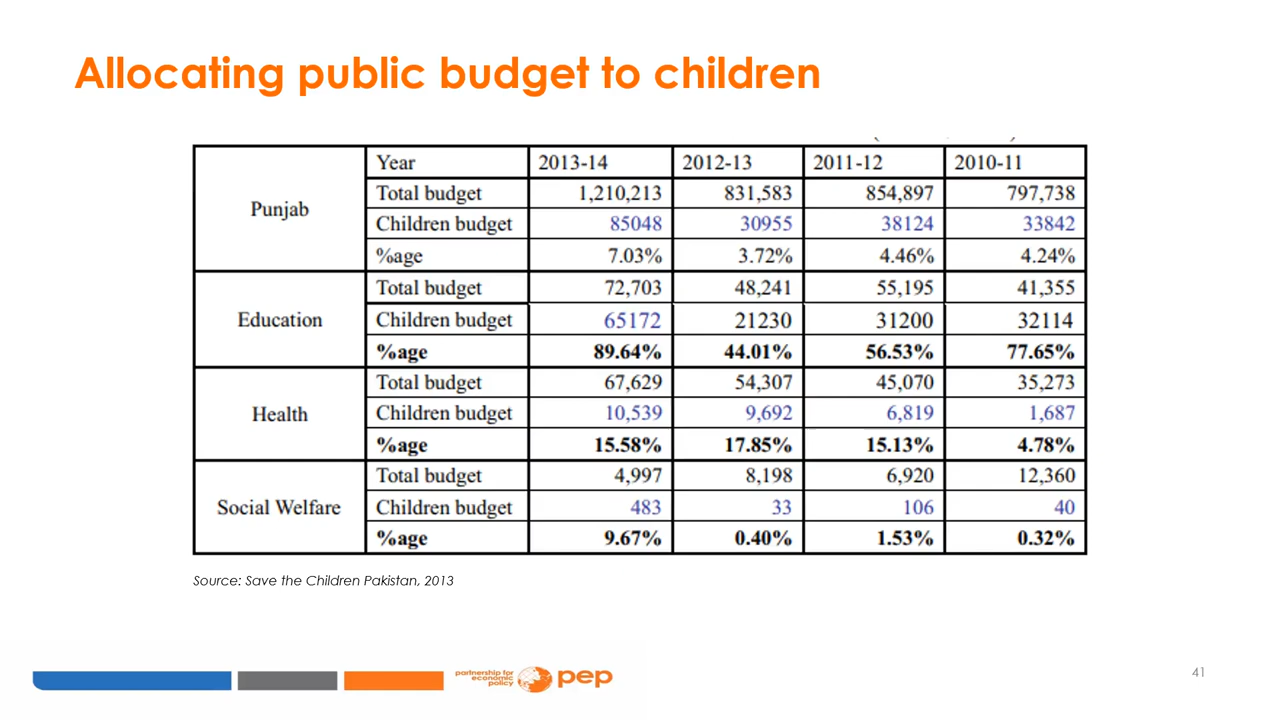 Allocating public budget to children
Punjab
Year 2013-14 2012-13 2011-12 2010-11
Total budget 1,210,213 831,583 854,897 797,738
Children budget 85048 30955 38124 33842
%age 7.03% 3.72% 4.46% 4.24%
Education
Total budget 72,703 48,241 55,195 41,355
Children budget 65172 21230 31200 32114
%age 89.64% 44.01% 56.53% 77.65%
Health
Total budget 67,629 54,307 45,070 35,273
Children budget 10,539 9,692 6,819 1,687
%age 15.58% 17.85% 15.13% 4.78%
Social Welfare
Total budget 4,997 8,198 6,920 12,360
Children budget 483 33 106 40
%age 9.67% 0.40% 1.53% 0.32%
Source: Save the Children Pakistan, 2013
partnership for
economic
policy
pep
41